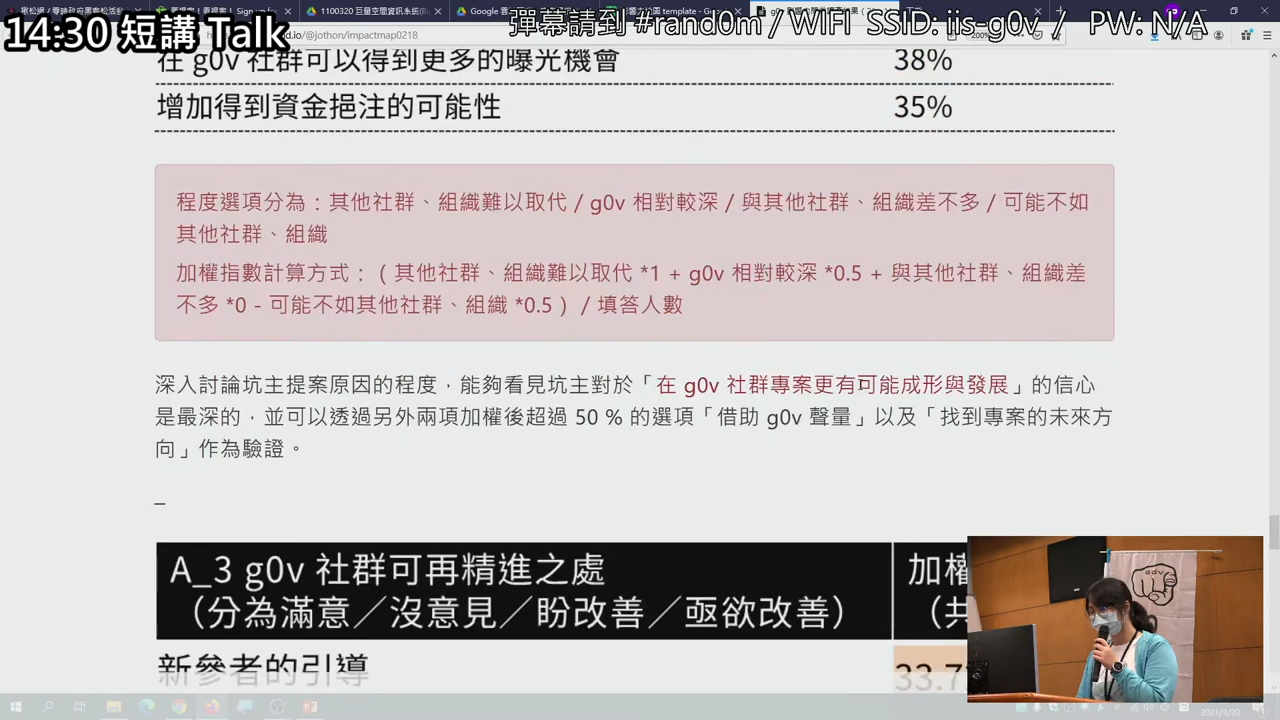 14:30 短講 Talk
彈幕請到 #rand0m / WIFI SSID: iis-g0v / PW: N/A
@jothon/impactmap0218
在 g0v 社群可以得到更多的曝光機會 38%
增加得到資金挹注的可能性 35%
程度選項分為：其他社群、組織難以取代 / g0v 相對較深 / 與其他社群、組織差不多 / 可能不如
其他社群、組織
加權指數計算方式：（ 其他社群、組織難以取代 *1 + g0v 相對較深 *0.5 + 與其他社群、組織差
不多 *0 - 可能不如其他社群、組織 *0.5 ） / 填答人數
深入討論坑主提案原因的程度，能夠看見坑主對於「在 g0v 社群專案更有可能成形與發展」的信心
是最深的，並可以透過另外兩項加權後超過 50 % 的選項「借助 g0v 聲量」以及「找到專案的未來方
向」作為驗證。
–
A_3 g0v 社群可再精進之處 加權
（分為滿意／沒意見／盼改善／亟欲改善） （共
新參者的引導 33.7
2021/3/20